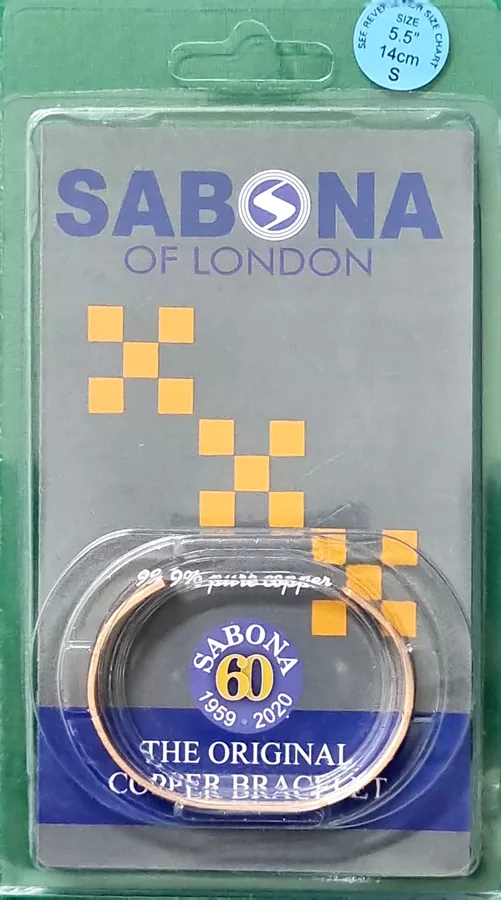 SEE REVERSE FOR SIZE CHART
SIZE
5.5"
14cm
S
SABONA
OF LONDON
99.9% pure copper
SABONA
60
1959 · 2020
THE ORIGINAL
COPPER BRACELET